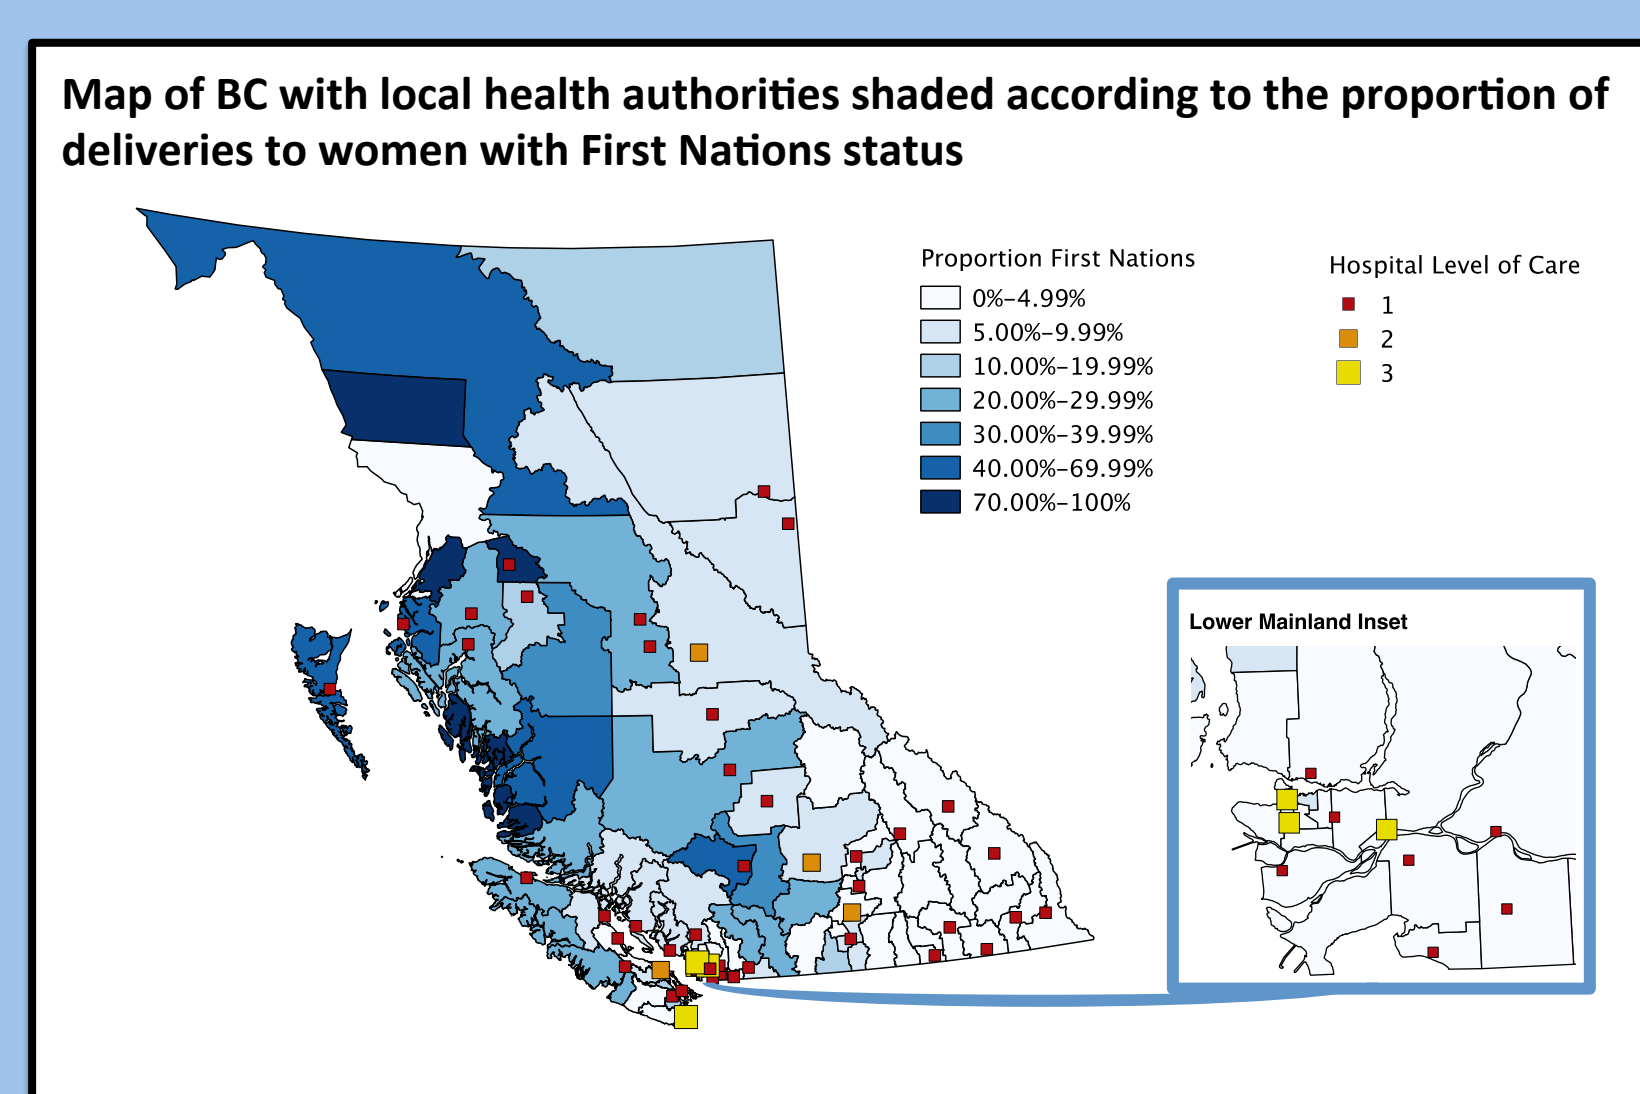 Map of BC with local health authorities shaded according to the proportion of
deliveries to women with First Nations status
Proportion First Nations
0%–4.99%
5.00%–9.99%
10.00%–19.99%
20.00%–29.99%
30.00%–39.99%
40.00%–69.99%
70.00%–100%
Hospital Level of Care
1
2
3
Lower Mainland Inset